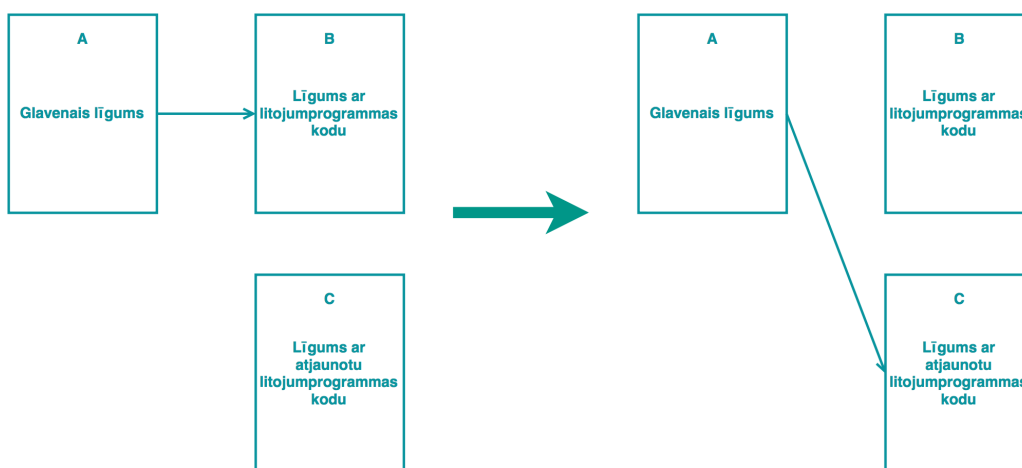 A
Glavenais līgums
B
Līgums ar
litojumprogrammas
kodu
C
Līgums ar
atjaunotu
litojumprogrammas
kodu
A
Glavenais līgums
B
Līgums ar
litojumprogrammas
kodu
C
Līgums ar
atjaunotu
litojumprogrammas
kodu